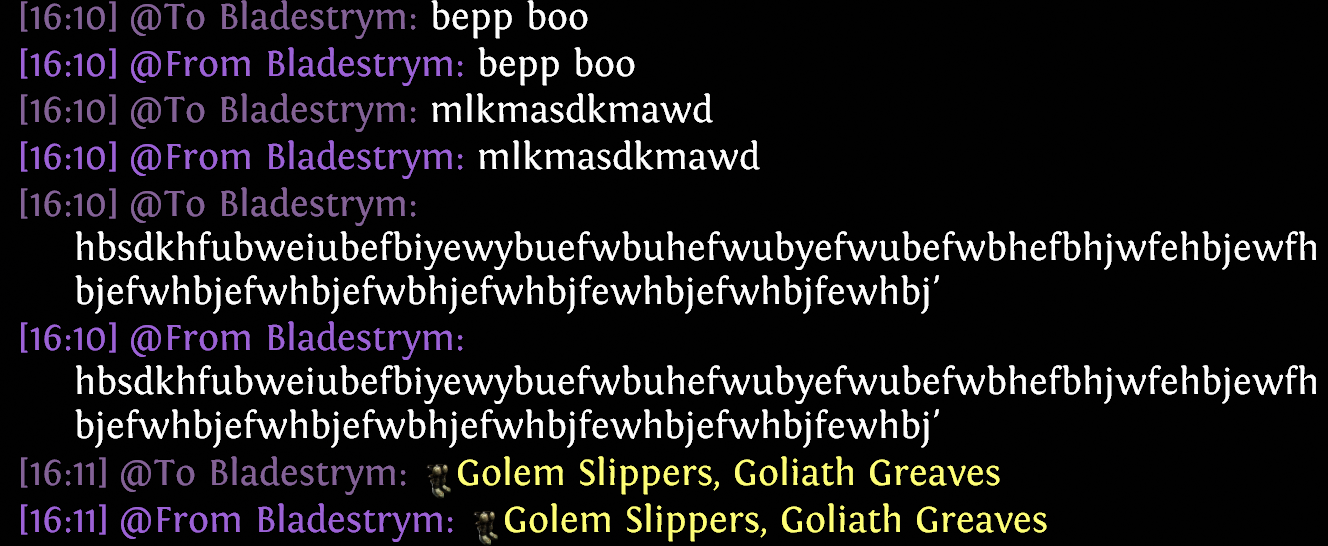 [16:10] @To Bladestrym: bepp boo
[16:10] @From Bladestrym: bepp boo
[16:10] @To Bladestrym: mlkmasdkmawd
[16:10] @From Bladestrym: mlkmasdkmawd
[16:10] @To Bladestrym:
hbsdkhfubweiubefbiyewybuefwbuhefwubyefwubefwbhefbhjwfehbjewfh
bjefwhbjefwhbjefwbhjefwhbjfewhbjefwhbjfewhbj'
[16:10] @From Bladestrym:
hbsdkhfubweiubefbiyewybuefwbuhefwubyefwubefwbhefbhjwfehbjewfh
bjefwhbjefwhbjefwbhjefwhbjfewhbjefwhbjfewhbj'
[16:11] @To Bladestrym: Golem Slippers, Goliath Greaves
[16:11] @From Bladestrym: Golem Slippers, Goliath Greaves